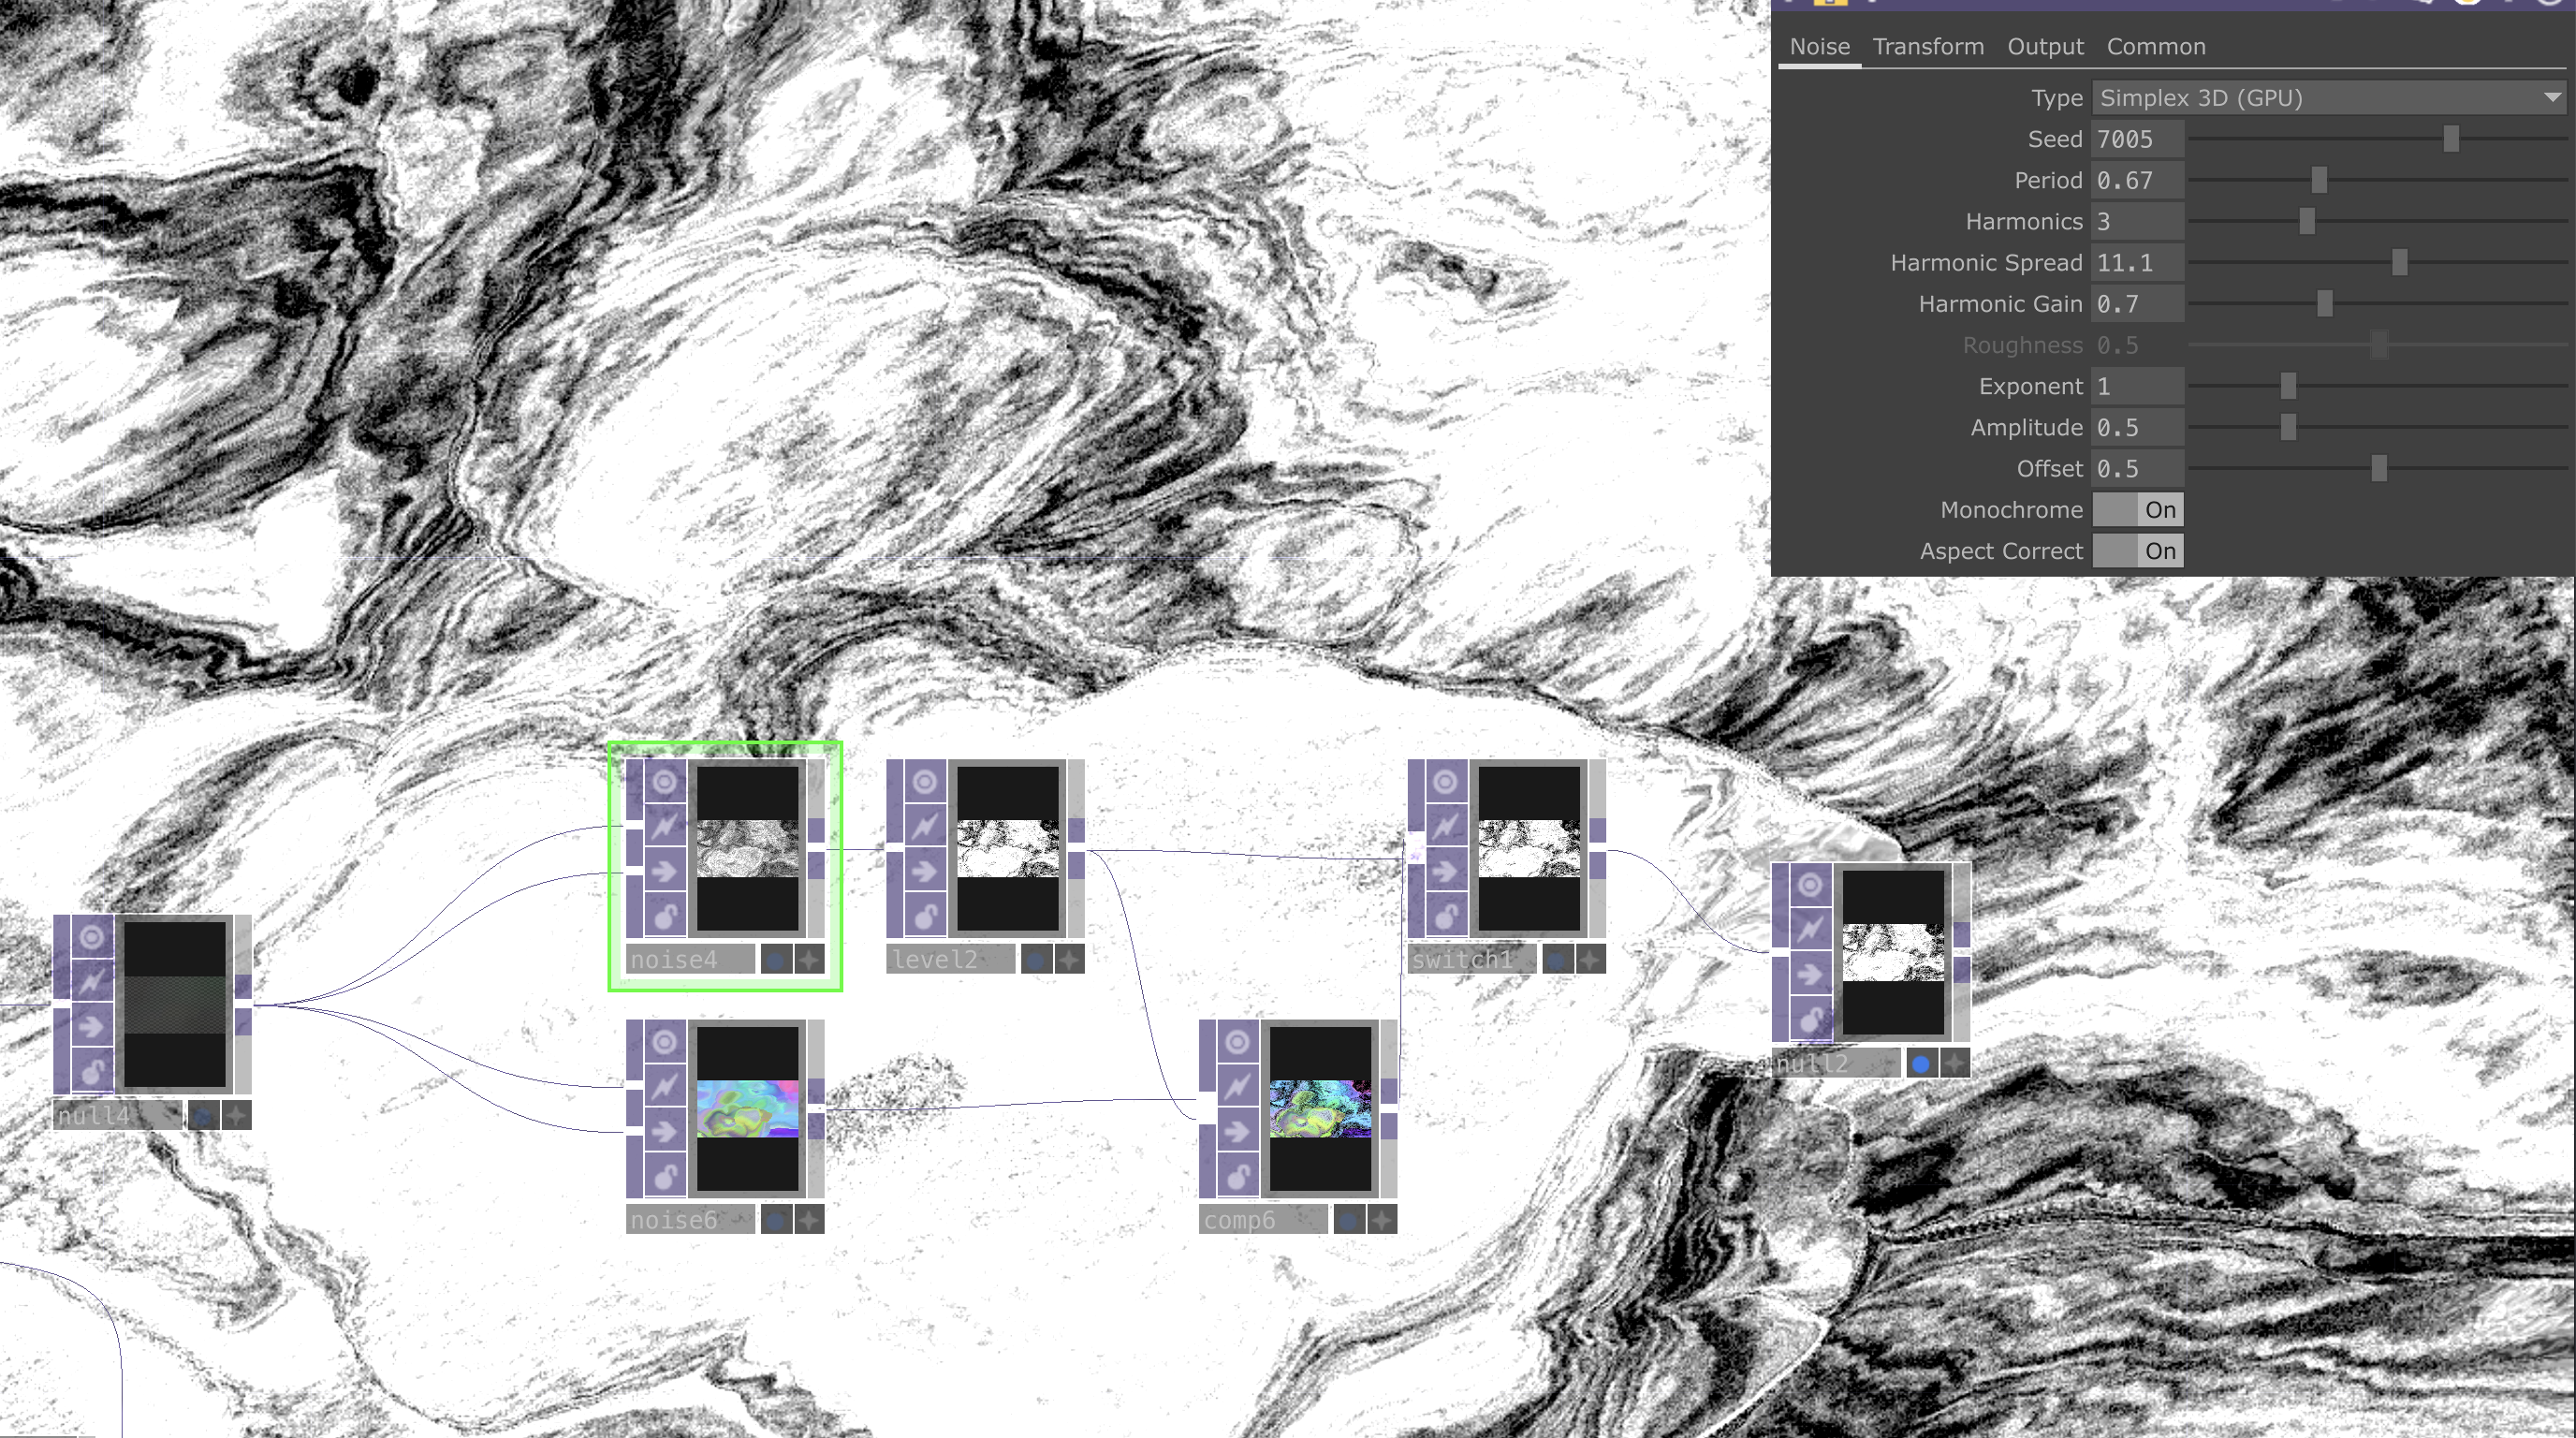 Noise Transform Output Common
Type Simplex 3D (GPU)
Seed 7005
Period 0.67
Harmonics 3
Harmonic Spread 11.1
Harmonic Gain 0.7
Roughness 0.5
Exponent 1
Amplitude 0.5
Offset 0.5
Monochrome On
Aspect Correct On
noise4
level2
switch1
null2
null4
noise6
comp6